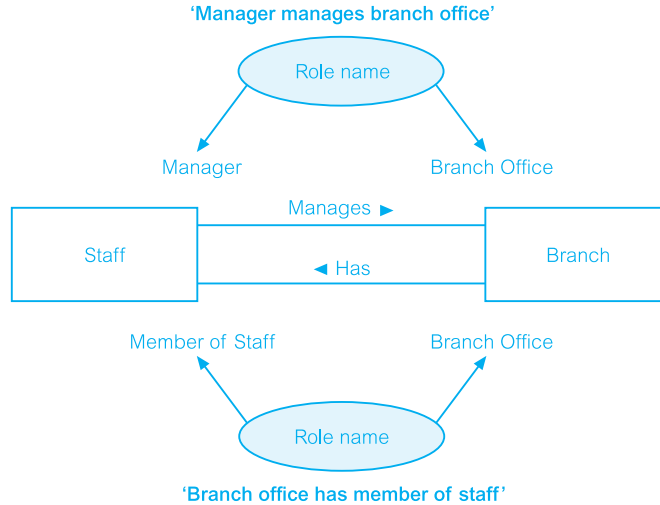 'Manager manages branch office'
Role name
Manager
Branch Office
Manages ►
Staff
Branch
◄ Has
Member of Staff
Branch Office
Role name
'Branch office has member of staff'